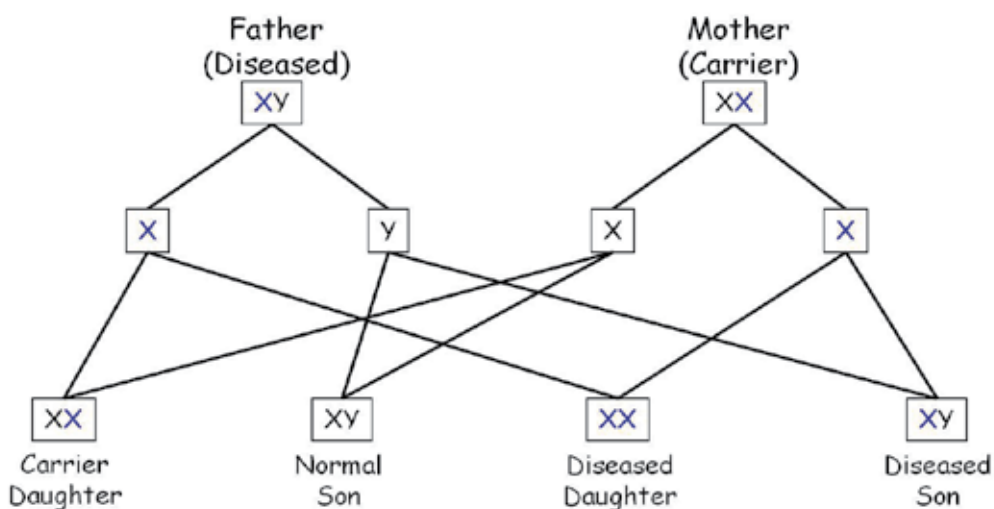 Father
(Diseased)
Mother
(Carrier)
XY
XX
X
Y
X
X
XX
XY
XX
XY
Carrier
Daughter
Normal
Son
Diseased
Daughter
Diseased
Son